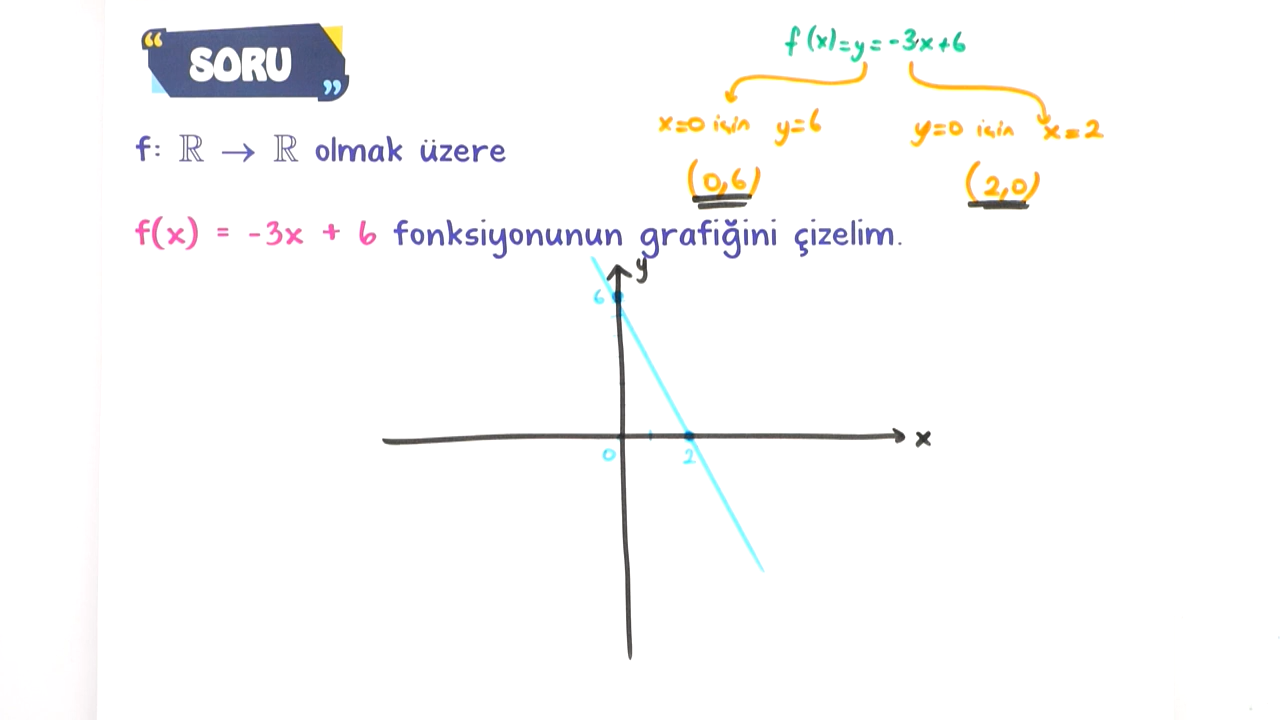 “ SORU ”
f(x)=y=-3x+6
x=0 için y=6
y=0 için x=2
(0,6)
(2,0)
f: ℝ → ℝ olmak üzere
f(x) = -3x + 6 fonksiyonunun grafiğini çizelim.
y
6
x
0
2